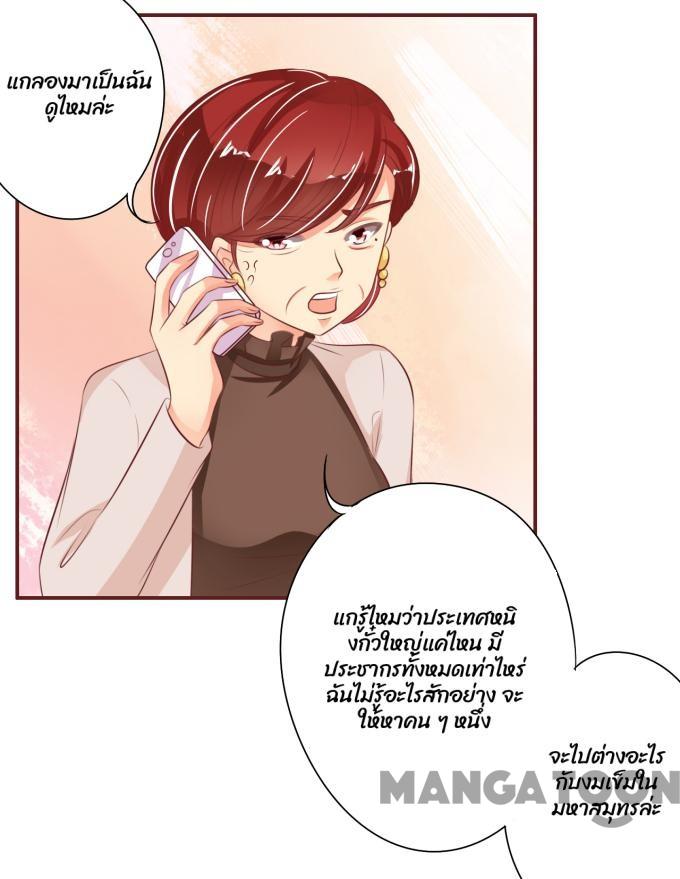 แกลองมาเป็นฉัน
ดูไหมล่ะ
แกรู้ไหมว่าประเทศหนิ
งกั๋วใหญ่แค่ไหน มี
ประชากรทั้งหมดเท่าไหร่
ฉันไม่รู้อะไรสักอย่าง จะ
ให้หาคน ๆ หนึ่ง
จะไปต่างอะไร
กับงมเข็มใน
มหาสมุทรล่ะ
MANGATOON